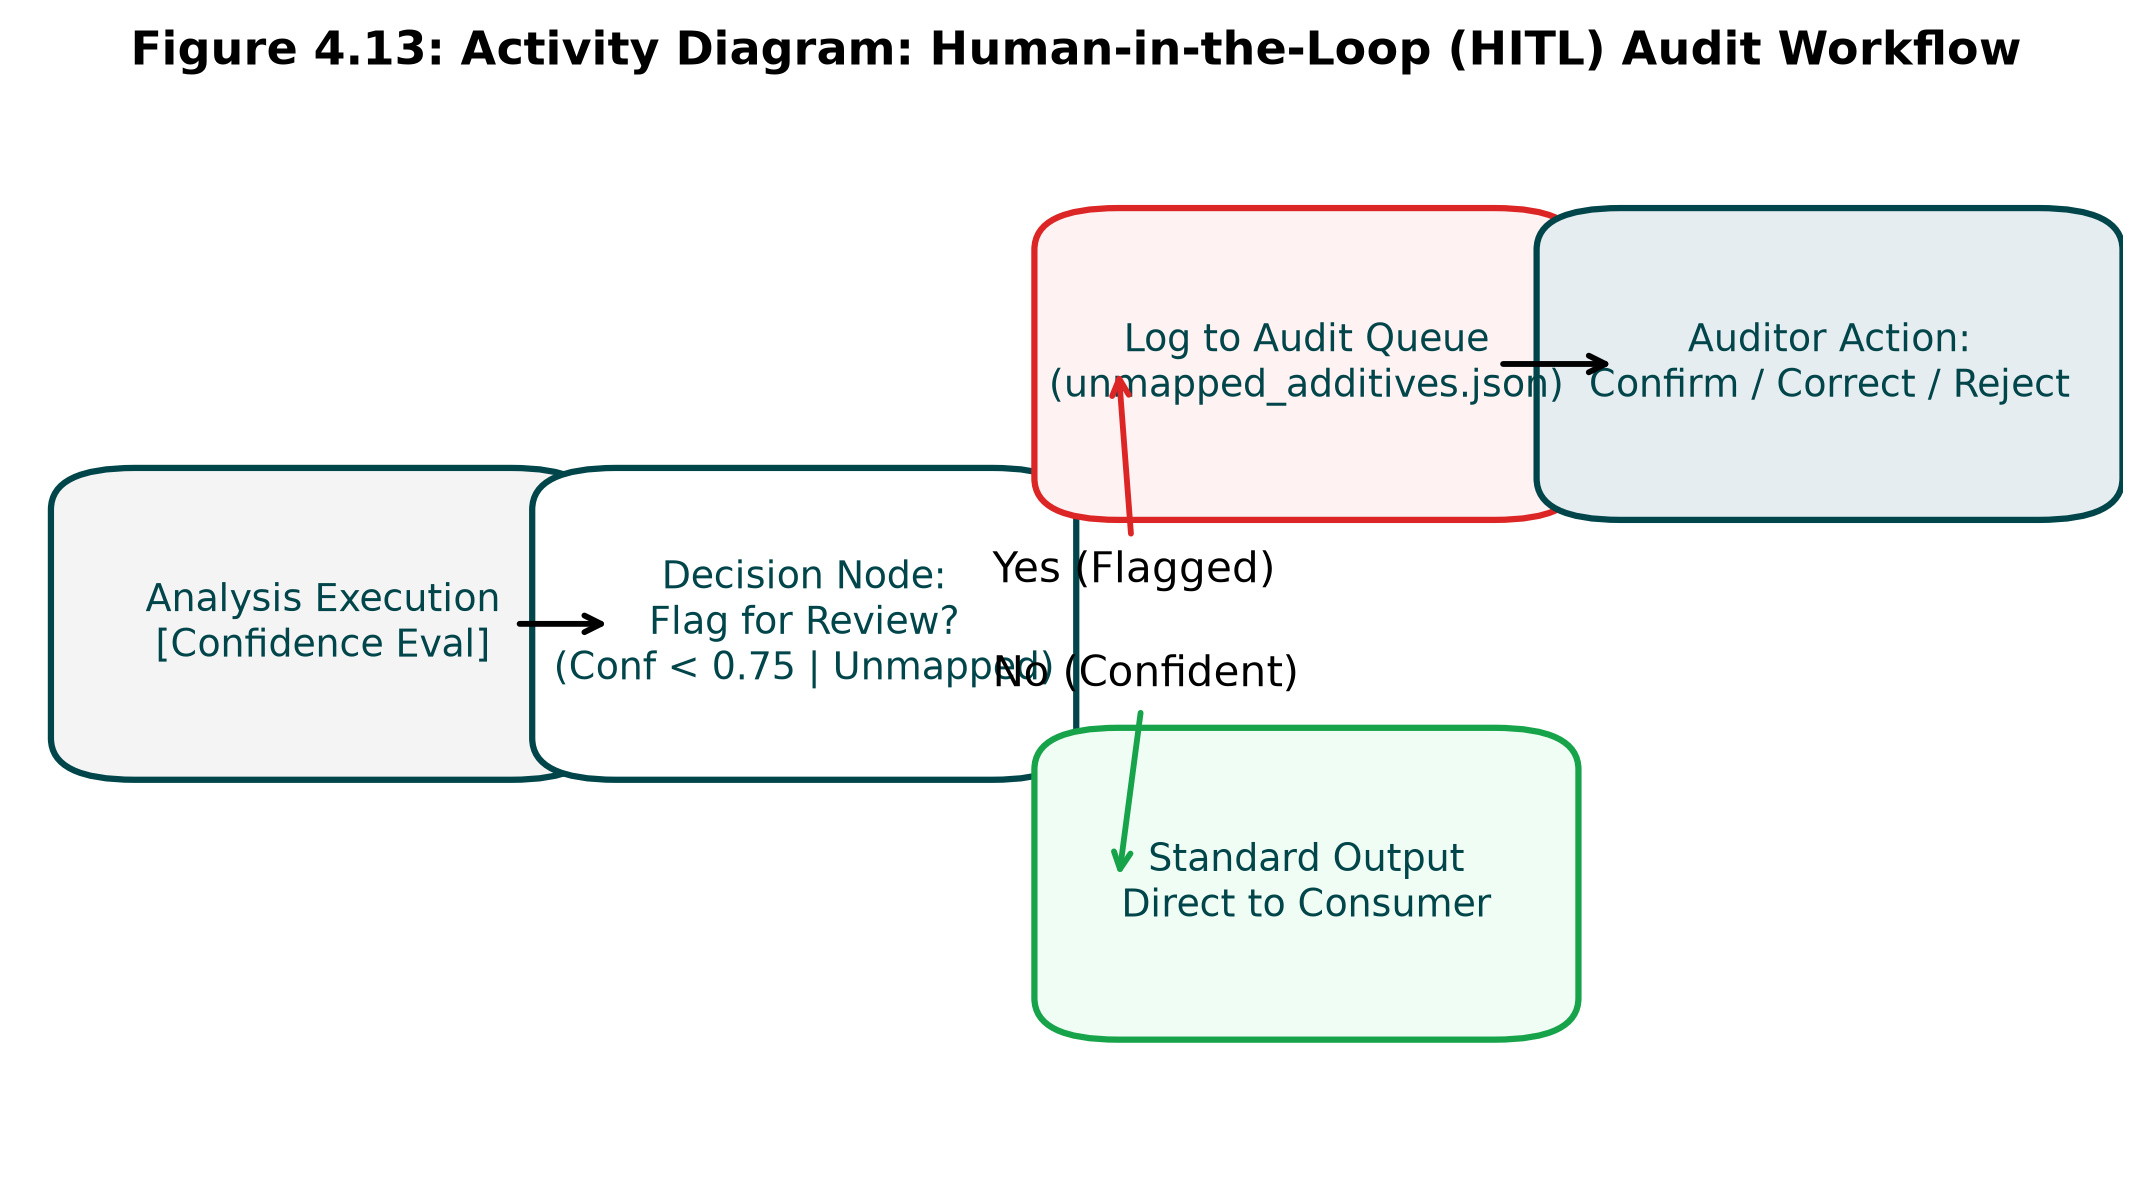 Figure 4.13: Activity Diagram: Human-in-the-Loop (HITL) Audit Workflow
Analysis Execution
[Confidence Eval]
Decision Node:
Flag for Review?
(Conf < 0.75 | Unmapped)
Yes (Flagged)
Log to Audit Queue
(unmapped_additives.json)
Auditor Action:
Confirm / Correct / Reject
No (Confident)
Standard Output
Direct to Consumer